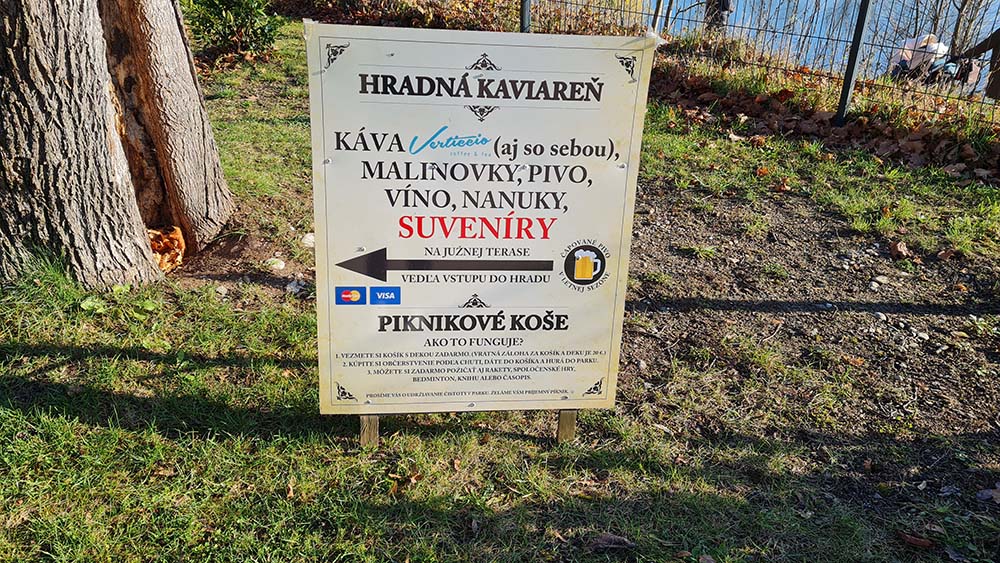 HRADNÁ KAVIAREŇ
KÁVA Verticcio (aj so sebou),
coffee & tea
MALINOVKY, PIVO,
VÍNO, NANUKY,
SUVENÍRY
NA JUŽNEJ TERASE
VEDĽA VSTUPU DO HRADU
ČAPOVANÉ PIVO
V LETNEJ SEZÓNE
MasterCard VISA
PIKNIKOVÉ KOŠE
AKO TO FUNGUJE?
1. VEZMETE SI KOŠÍK S DEKOU ZADARMO. (VRATNÁ ZÁLOHA ZA KOŠÍK A DEKU JE 20 €.)
2. KÚPITE SI OBČERSTVENIE PODĽA CHUTI, DÁTE DO KOŠÍKA A HURÁ DO PARKU.
3. MÔŽETE SI ZADARMO POŽIČAŤ AJ RAKETY, SPOLOČENSKÉ HRY,
BEDMINTON, KNIHU ALEBO ČASOPIS.
PROSÍME VÁS O UDRŽIAVANIE ČISTOTY V PARKU. ŽELÁME VÁM PRÍJEMNÝ PIKNIK.